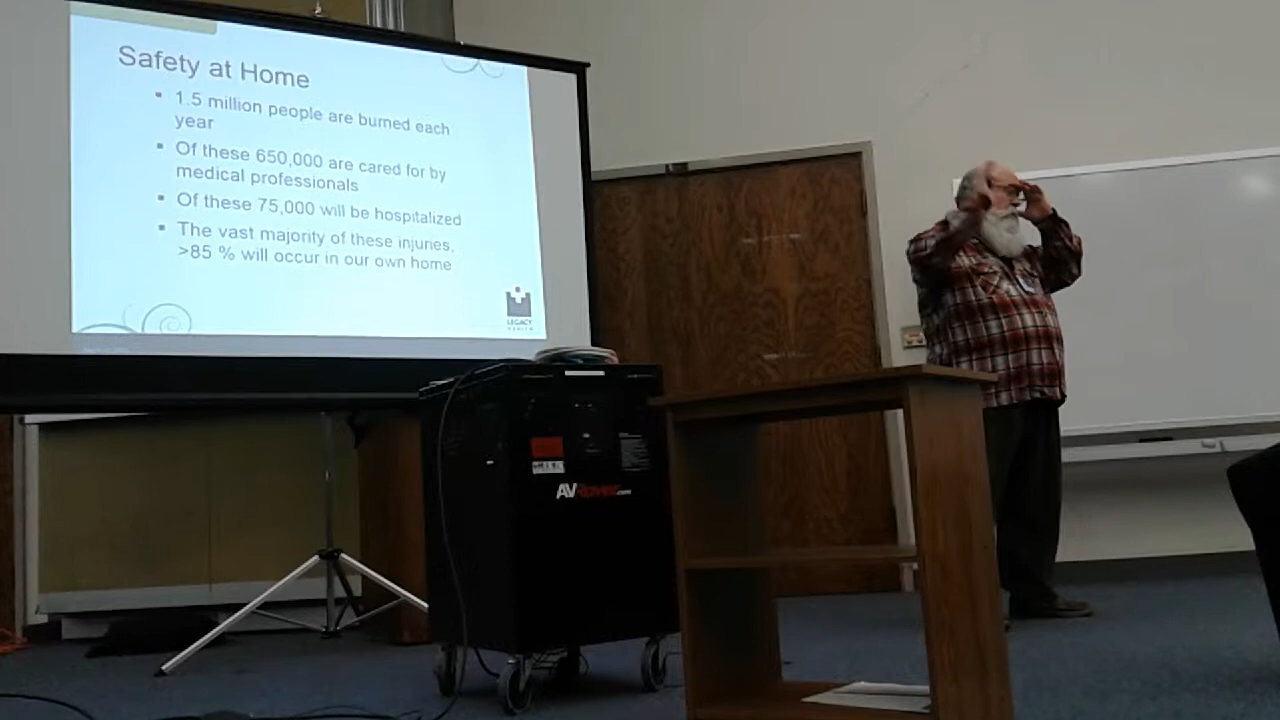 Safety at Home
1.5 million people are burned each
year
Of these 650,000 are cared for by
medical professionals
Of these 75,000 will be hospitalized
The vast majority of these injuries,
>85 % will occur in our own home
LEGACY
HEALTH
AVRover.com